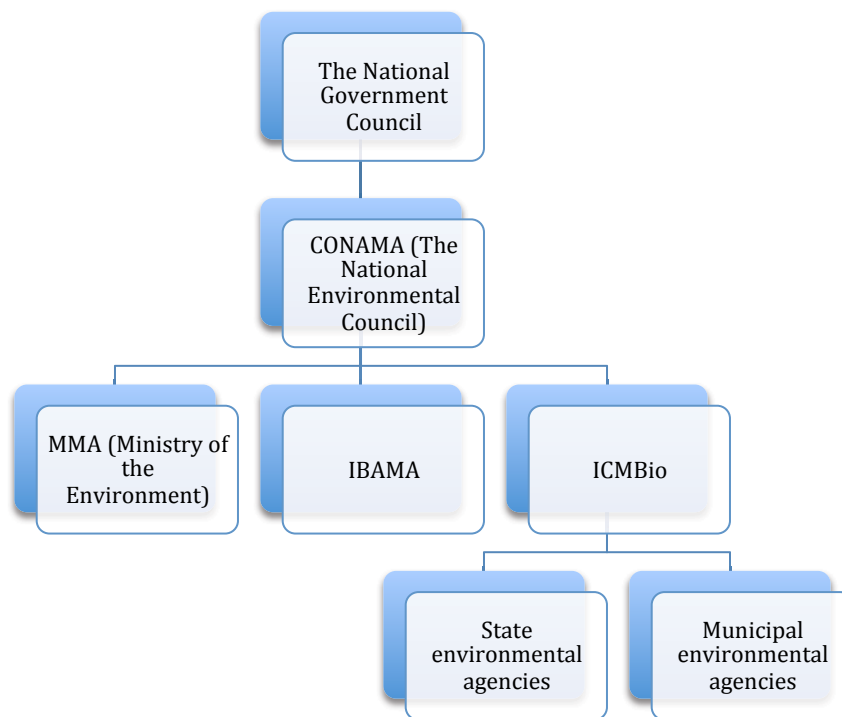 The National
Government
Council
CONAMA (The
National
Environmental
Council)
MMA (Ministry of
the
Environment)
IBAMA
ICMBio
State
environmental
agencies
Municipal
environmental
agencies